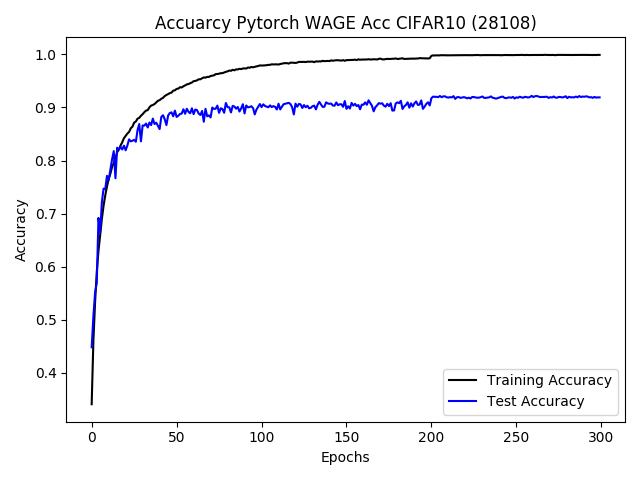 Accuarcy Pytorch WAGE Acc CIFAR10 (28108)
Accuracy
1.0
0.9
0.8
0.7
0.6
0.5
0.4
Training Accuracy
Test Accuracy
0 50 100 150 200 250 300
Epochs